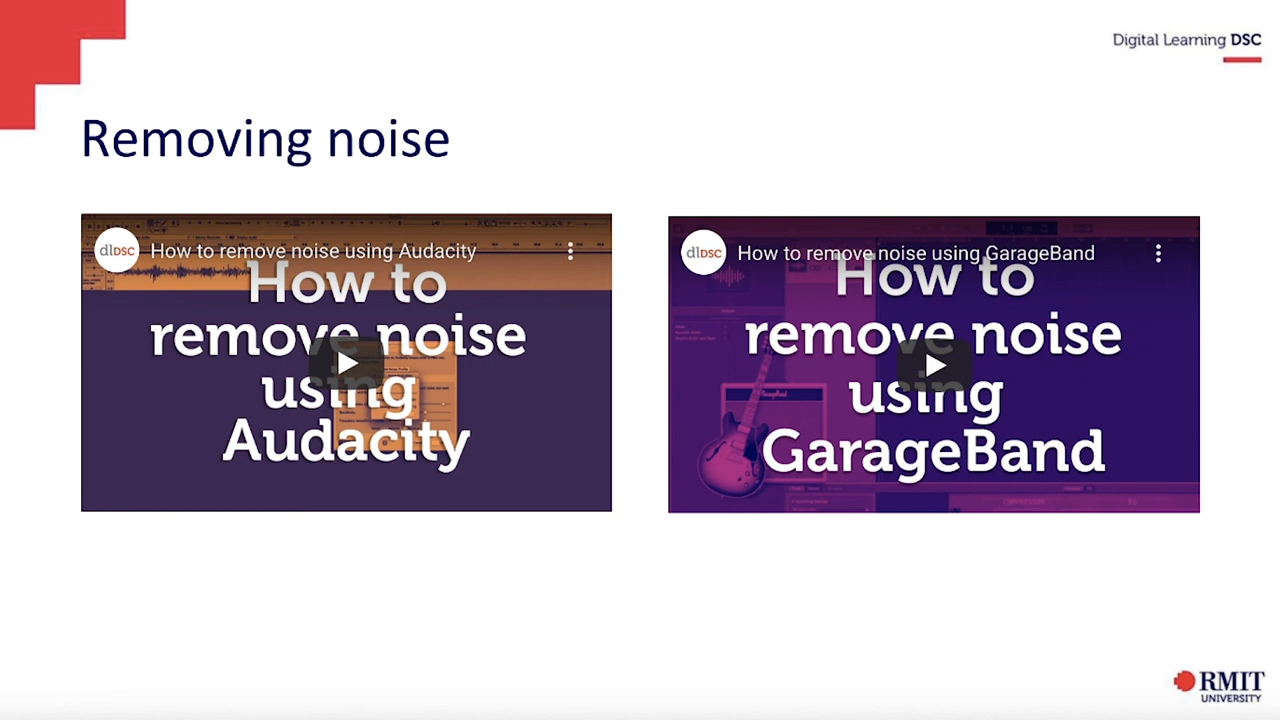 Digital Learning DSC
Removing noise
dlDSC How to remove noise using Audacity
How to
remove noise
using
Audacity
dlDSC How to remove noise using GarageBand
How to
remove noise
using
GarageBand
RMIT
UNIVERSITY